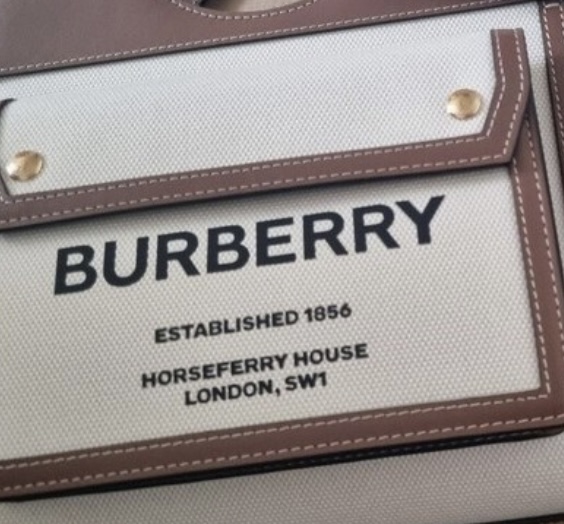 BURBERRY
ESTABLISHED 1856
HORSEFERRY HOUSE
LONDON, SW1